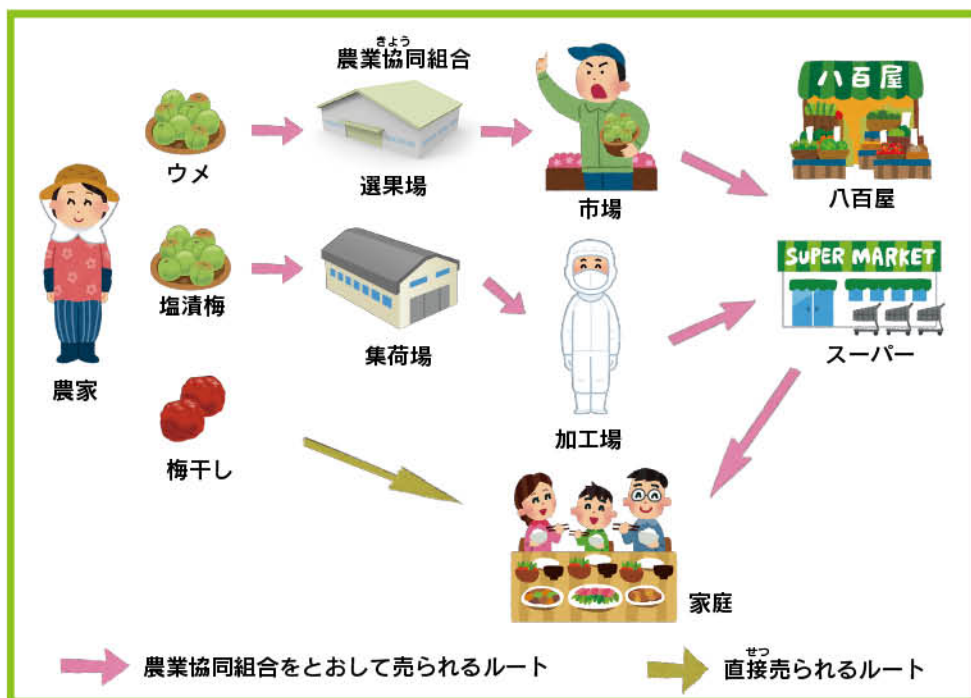 きょう
農業協同組合
八百屋
ウメ
選果場
市場
八百屋
SUPER MARKET
塩漬梅
集荷場
スーパー
農家
加工場
梅干し
家庭
農業協同組合をとおして売られるルート
せつ
直接売られるルート